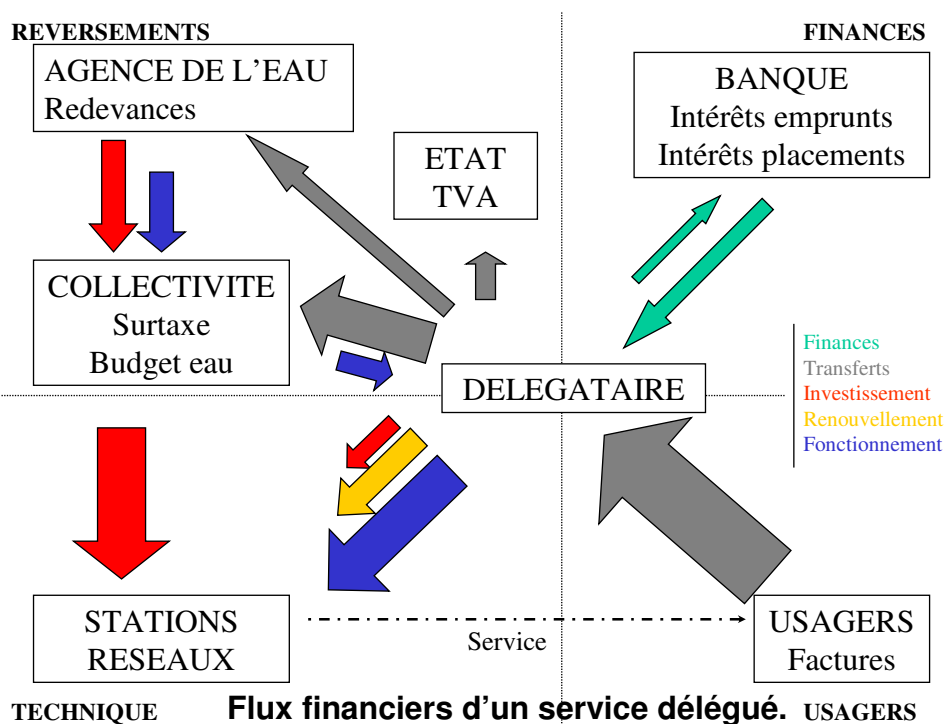 REVERSEMENTS
FINANCES
AGENCE DE L'EAU
Redevances
BANQUE
Intérêts emprunts
Intérêts placements
ETAT
TVA
COLLECTIVITE
Surtaxe
Budget eau
Finances
Transferts
Investissement
Renouvellement
Fonctionnement
DELEGATAIRE
STATIONS
RESEAUX
Service
USAGERS
Factures
TECHNIQUE
Flux financiers d'un service délégué.
USAGERS